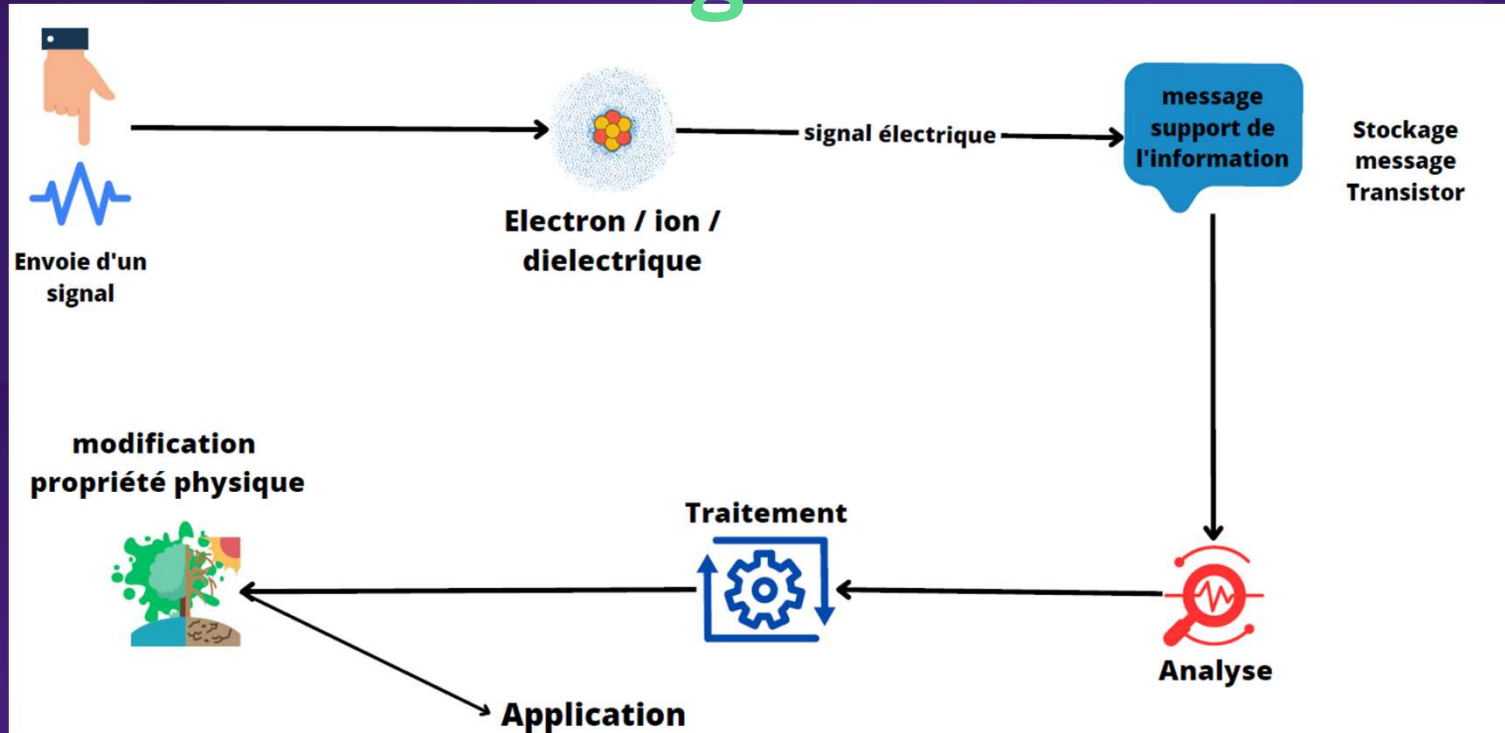 Envoie d'un
signal
Electron / ion /
dielectrique
signal électrique
message
support de
l'information
Stockage
message
Transistor
modification
propriété physique
Traitement
Analyse
Application